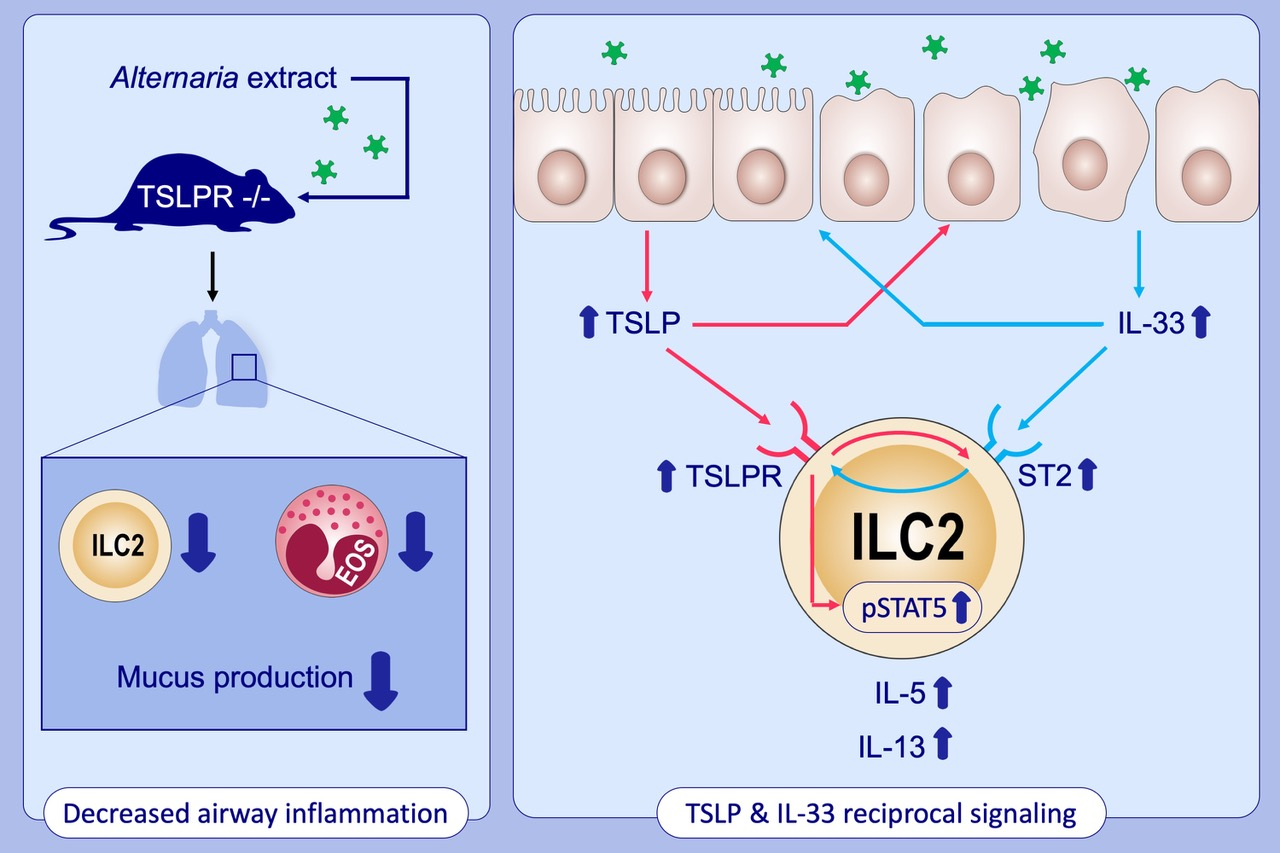 Alternaria extract
TSLPR -/-
ILC2
EOS
Mucus production
Decreased airway inflammation
TSLP
IL-33
TSLPR
ST2
ILC2
pSTAT5
IL-5
IL-13
TSLP & IL-33 reciprocal signaling